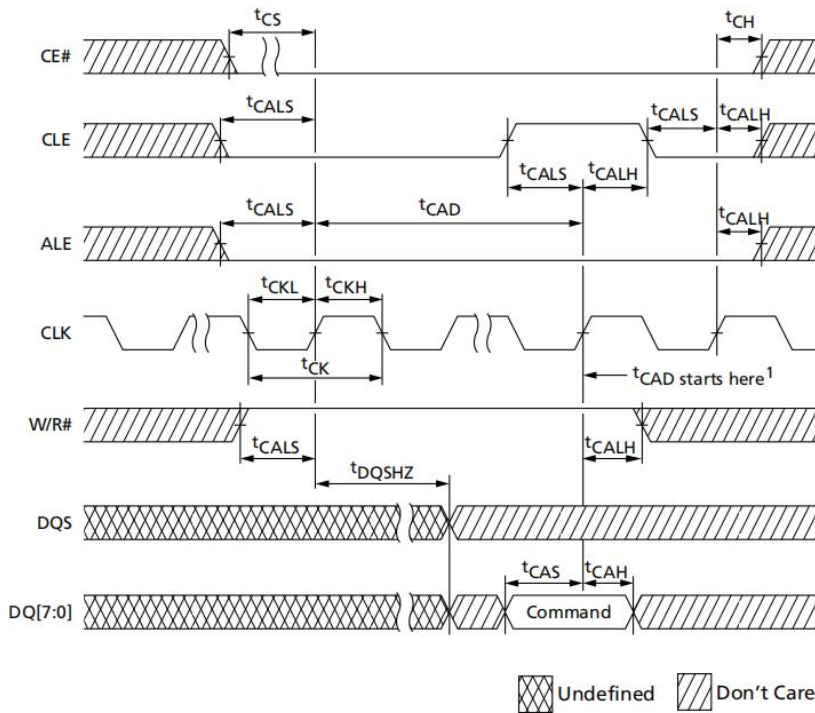 tCS
tCH
CE#
tCALS
tCALS
tCALH
CLE
tCALS
tCALH
tCALS
tCAD
tCALH
ALE
tCKL
tCKH
CLK
tCK
tCAD starts here1
W/R#
tCALS
tCALH
tDQSHZ
DQS
tCAS
tCAH
DQ[7:0]
Command
Undefined
Don't Care